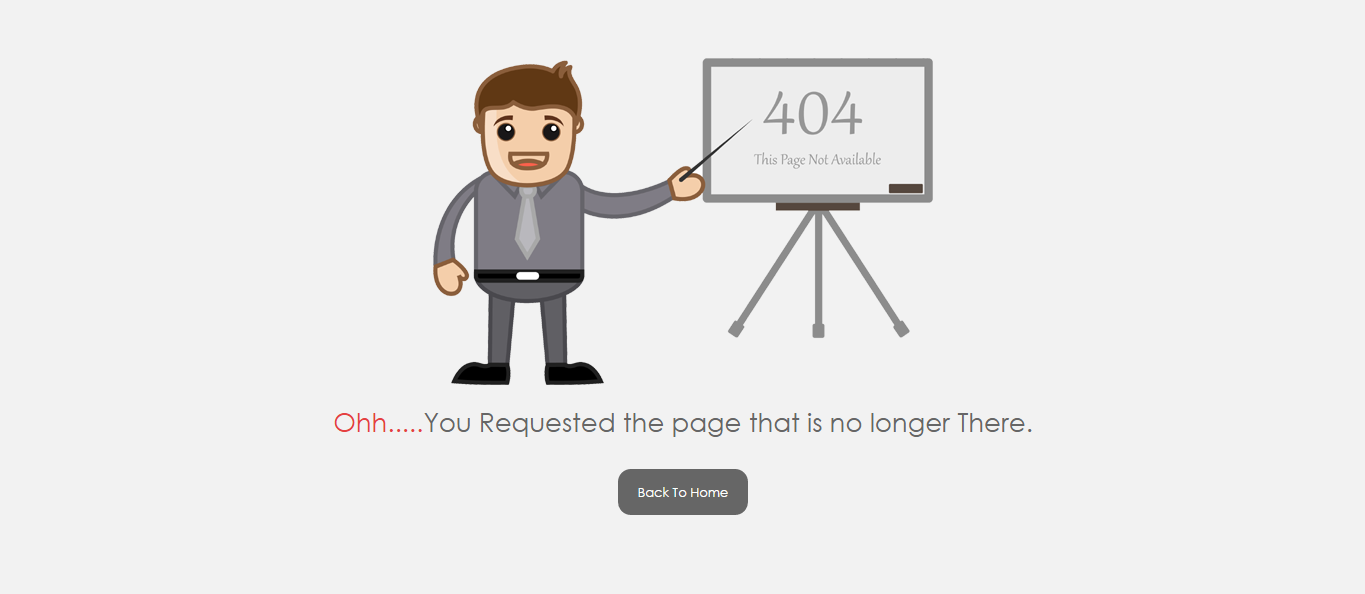 404
This Page Not Available
Ohh.....You Requested the page that is no longer There.
Back To Home